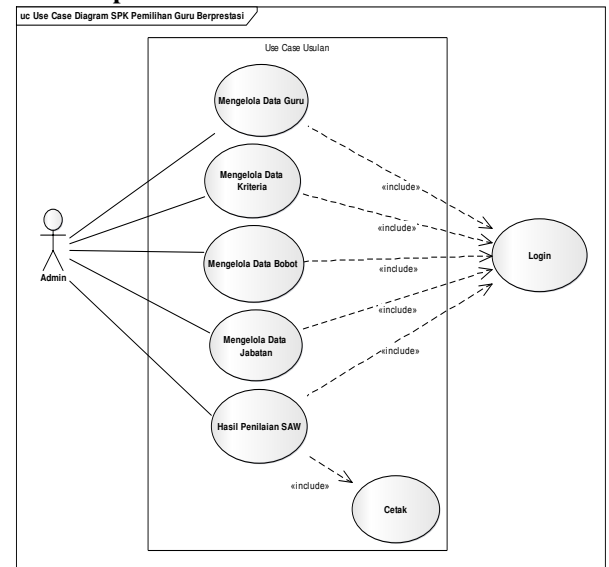 uc Use Case Diagram SPK Pemilihan Guru Berprestasi
Use Case Usulan
Mengelola Data Guru
«include»
Mengelola Data
Kriteria
«include»
Admin
Mengelola Data Bobot
«include»
Login
Mengelola Data
Jabatan
«include»
«include»
Hasil Penilaian SAW
«include»
Cetak